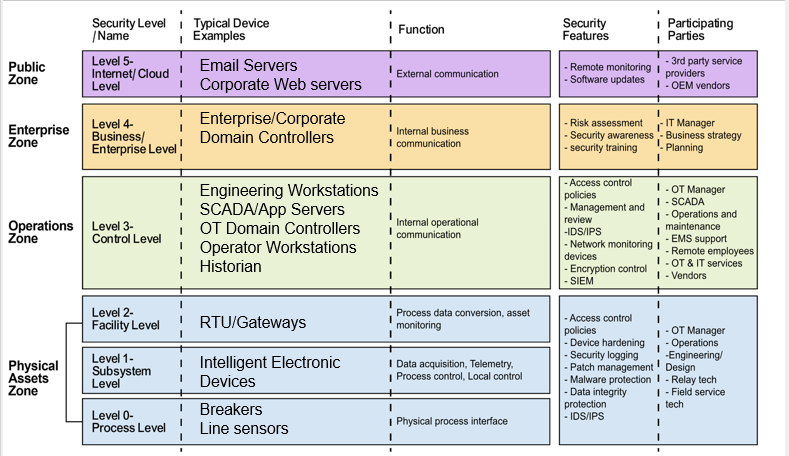 Security Level
/ Name
Typical Device
Examples
Function
Security
Features
Participating
Parties
Public
Zone
Level 5-
Internet/ Cloud
Level
Email Servers
Corporate Web servers
External communication
- Remote monitoring
- Software updates
- 3rd party service
providers
- OEM vendors
Enterprise
Zone
Level 4-
Business/
Enterprise Level
Enterprise/Corporate
Domain Controllers
Internal business
communication
- Risk assessment
- Security awareness
- security training
- IT Manager
- Business strategy
- Planning
Operations
Zone
Level 3-
Control Level
Engineering Workstations
SCADA/App Servers
OT Domain Controllers
Operator Workstations
Historian
Internal operational
communication
- Access control
policies
- Management and
review
-IDS/IPS
- Network monitoring
devices
- Encryption control
- SIEM
- OT Manager
- SCADA
- Operations and
maintenance
- EMS support
- Remote employees
- OT & IT services
- Vendors
Physical
Assets
Zone
Level 2-
Facility Level
RTU/Gateways
Process data conversion, asset
monitoring
Level 1-
Subsystem
Level
Intelligent Electronic
Devices
Data acquisition, Telemetry,
Process control, Local control
Level 0-
Process Level
Breakers
Line sensors
Physical process interface
- Access control
policies
- Device hardening
- Security logging
- Patch management
- Malware protection
- Data integrity
protection
- IDS/IPS
- OT Manager
- Operations
-Engineering/
Design
- Relay tech
- Field service
tech